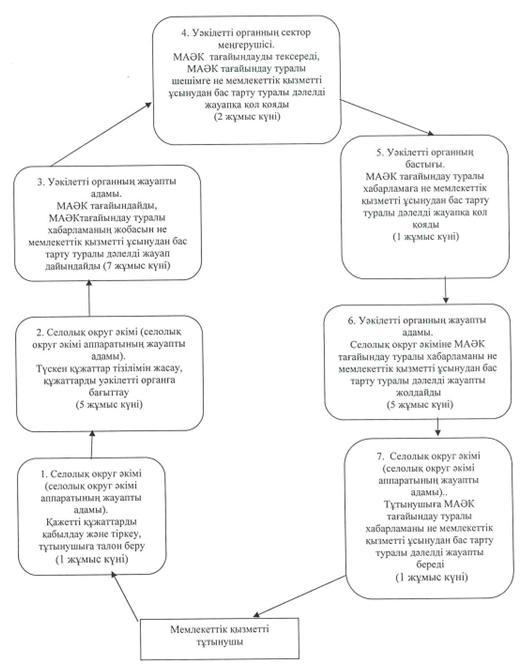 4. Уәкілетті органның сектор
меңгерушісі.
МАӘК тағайындауды тексереді,
МАӘК тағайындау туралы
шешімге не мемлекеттік қызметті
ұсынудан бас тарту туралы дәлелді
жауапқа қол қояды
(2 жұмыс күні)
5. Уәкілетті органның
бастығы.
МАӘК тағайындау туралы
хабарламаға не мемлекеттік
қызметті ұсынудан бас тарту
туралы дәлелді жауапқа қол
қояды
(1 жұмыс күні)
3. Уәкілетті органның жауапты
адамы.
МАӘК тағайындайды,
МАӘКтағайындау туралы
хабарламаның жобасын не
мемлекеттік қызметті ұсынудан бас
тарту туралы дәлелді жауап
дайындайды (7 жұмыс күні)
6. Уәкілетті органның жауапты
адамы.
Селолық округ әкіміне МАӘК
тағайындау туралы хабарламаны не
мемлекеттік қызметті ұсынудан бас
тарту туралы дәлелді жауапты
жолдайды
(5 жұмыс күні)
2. Селолық округ әкімі (селолық
округ әкімі аппаратының жауапты
адамы).
Түскен құжаттар тізілімін жасау,
құжаттарды уәкілетті органға
бағыттау
(5 жұмыс күні)
7. Селолық округ әкімі
(селолық округ әкімі
аппаратының жауапты
адамы)..
Тұтынушыға МАӘК
тағайындау туралы
хабарламаны не мемлекеттік
қызметті ұсынудан бас тарту
туралы дәлелді жауапты
береді
(1 жұмыс күні)
1. Селолық округ әкімі
(селолық округ әкімі
аппаратының жауапты
адамы).
Қажетті құжаттарды
қабылдау және тіркеу,
тұтынушыға талон беру
(1 жұмыс күні)
Мемлекеттік қызметті
тұтынушы